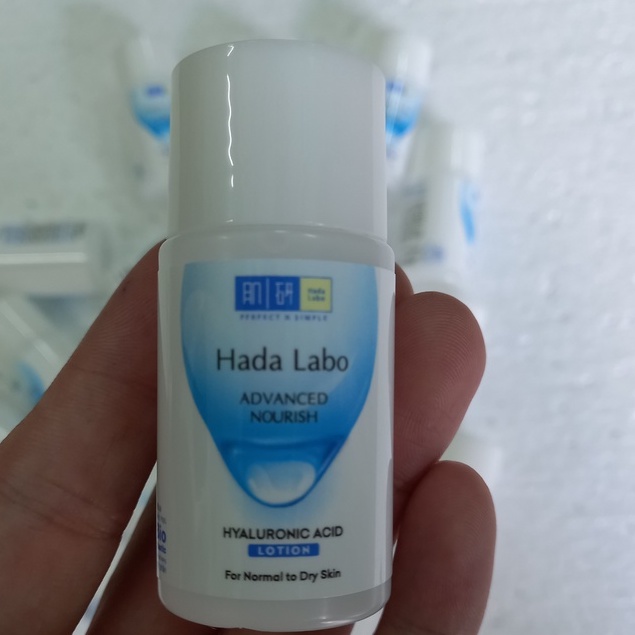 肌研 Hada Labo
PERFECT X SIMPLE
Hada Labo
ADVANCED
NOURISH
HYALURONIC ACID
LOTION
For Normal to Dry Skin